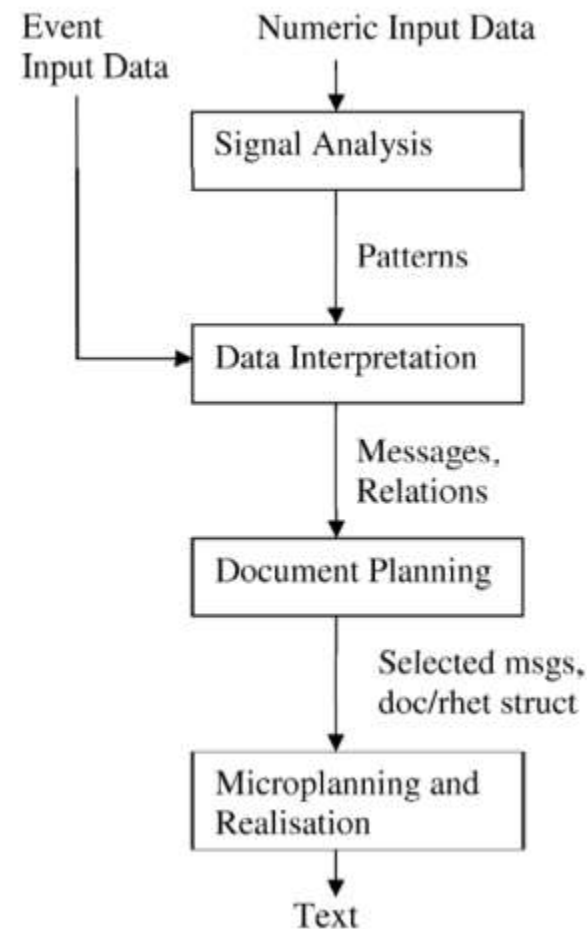 Event
Input Data
Numeric Input Data
Signal Analysis
Patterns
Data Interpretation
Messages,
Relations
Document Planning
Selected msgs,
doc/rhet struct
Microplanning and
Realisation
Text